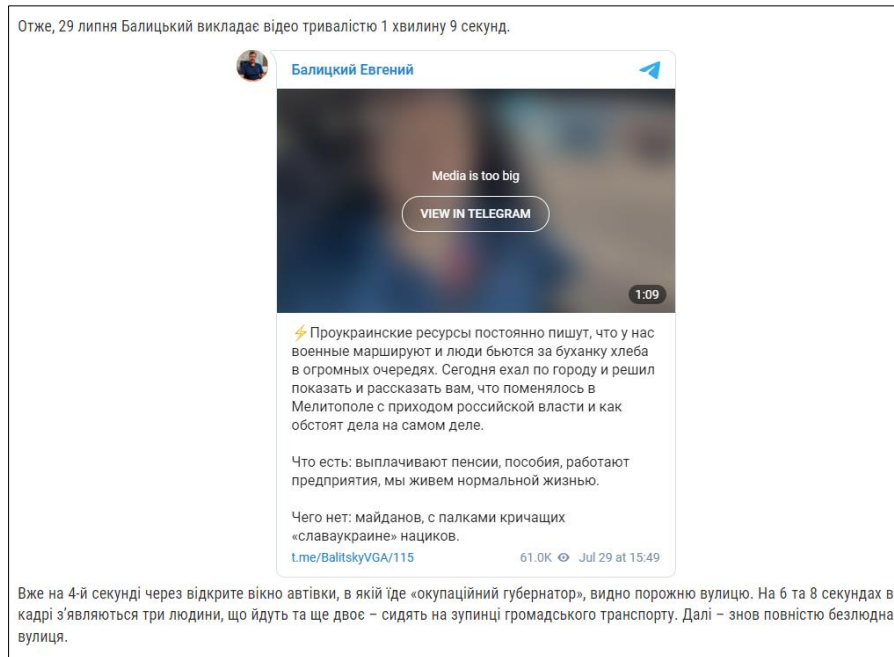 Отже, 29 липня Балицький викладає відео тривалістю 1 хвилину 9 секунд.
Балицкий Евгений
Media is too big
VIEW IN TELEGRAM
1:09
⚡Проукраинские ресурсы постоянно пишут, что у нас
военные маршируют и люди бьются за буханку хлеба
в огромных очередях. Сегодня ехал по городу и решил
показать и рассказать вам, что поменялось в
Мелитополе с приходом российской власти и как
обстоят дела на самом деле.
Что есть: выплачивают пенсии, пособия, работают
предприятия, мы живем нормальной жизнью.
Чего нет: майданов, с палками кричащих
«славаукраине» нациков.
t.me/BalitskyVGA/115 61.0K Jul 29 at 15:49
Вже на 4-й секунді через відкрите вікно автівки, в якій їде «окупаційний губернатор», видно порожню вулицю. На 6 та 8 секундах в
кадрі з’являються три людини, що йдуть та ще двоє – сидять на зупинці громадського транспорту. Далі – знов повністю безлюдна
вулиця.